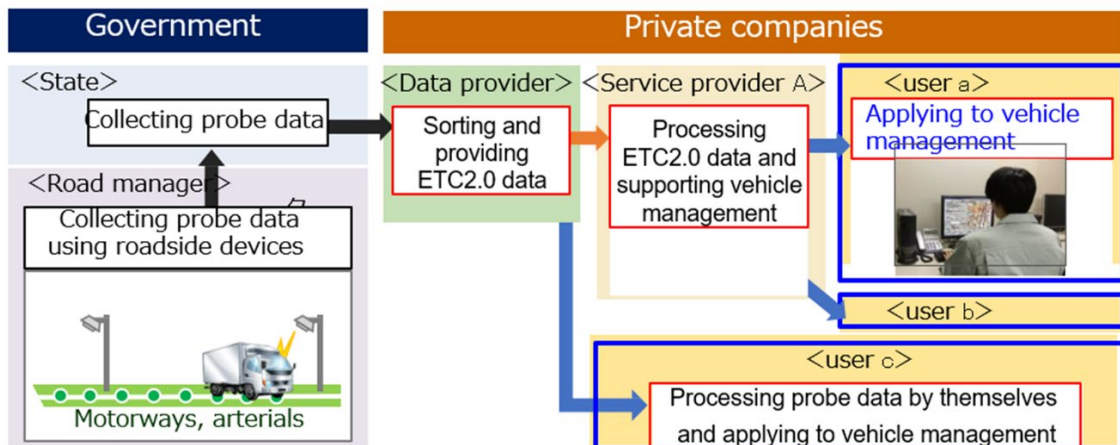 Government
Private companies
<State>
Collecting probe data
<Road manager>
Collecting probe data
using roadside devices
Motorways, arterials
<Data provider>
Sorting and
providing
ETC2.0 data
<Service provider A>
Processing
ETC2.0 data and
supporting vehicle
management
<user a>
Applying to vehicle
management
<user b>
<user c>
Processing probe data by themselves
and applying to vehicle management